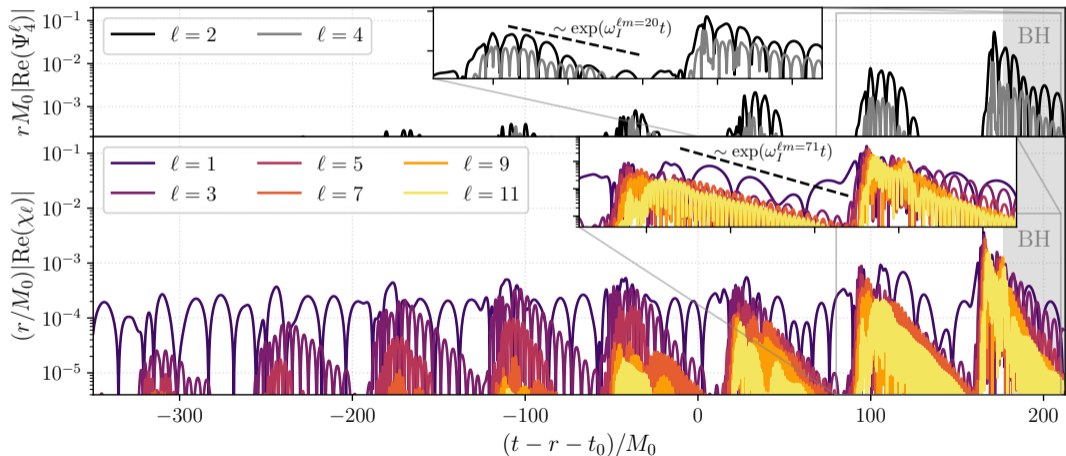 10⁻¹
10⁻²
10⁻³
r M₀|Re(Ψ₄^ℓ)|
ℓ = 2 ℓ = 4
~ exp(ω_I^{ℓm=20}t)
BH
10⁻¹
10⁻²
10⁻³
10⁻⁴
10⁻⁵
(r/M₀)|Re(χ_ℓ)|
ℓ = 1 ℓ = 5 ℓ = 9
ℓ = 3 ℓ = 7 ℓ = 11
~ exp(ω_I^{ℓm=71}t)
BH
−300 −200 −100 0 100 200
(t − r − t₀)/M₀